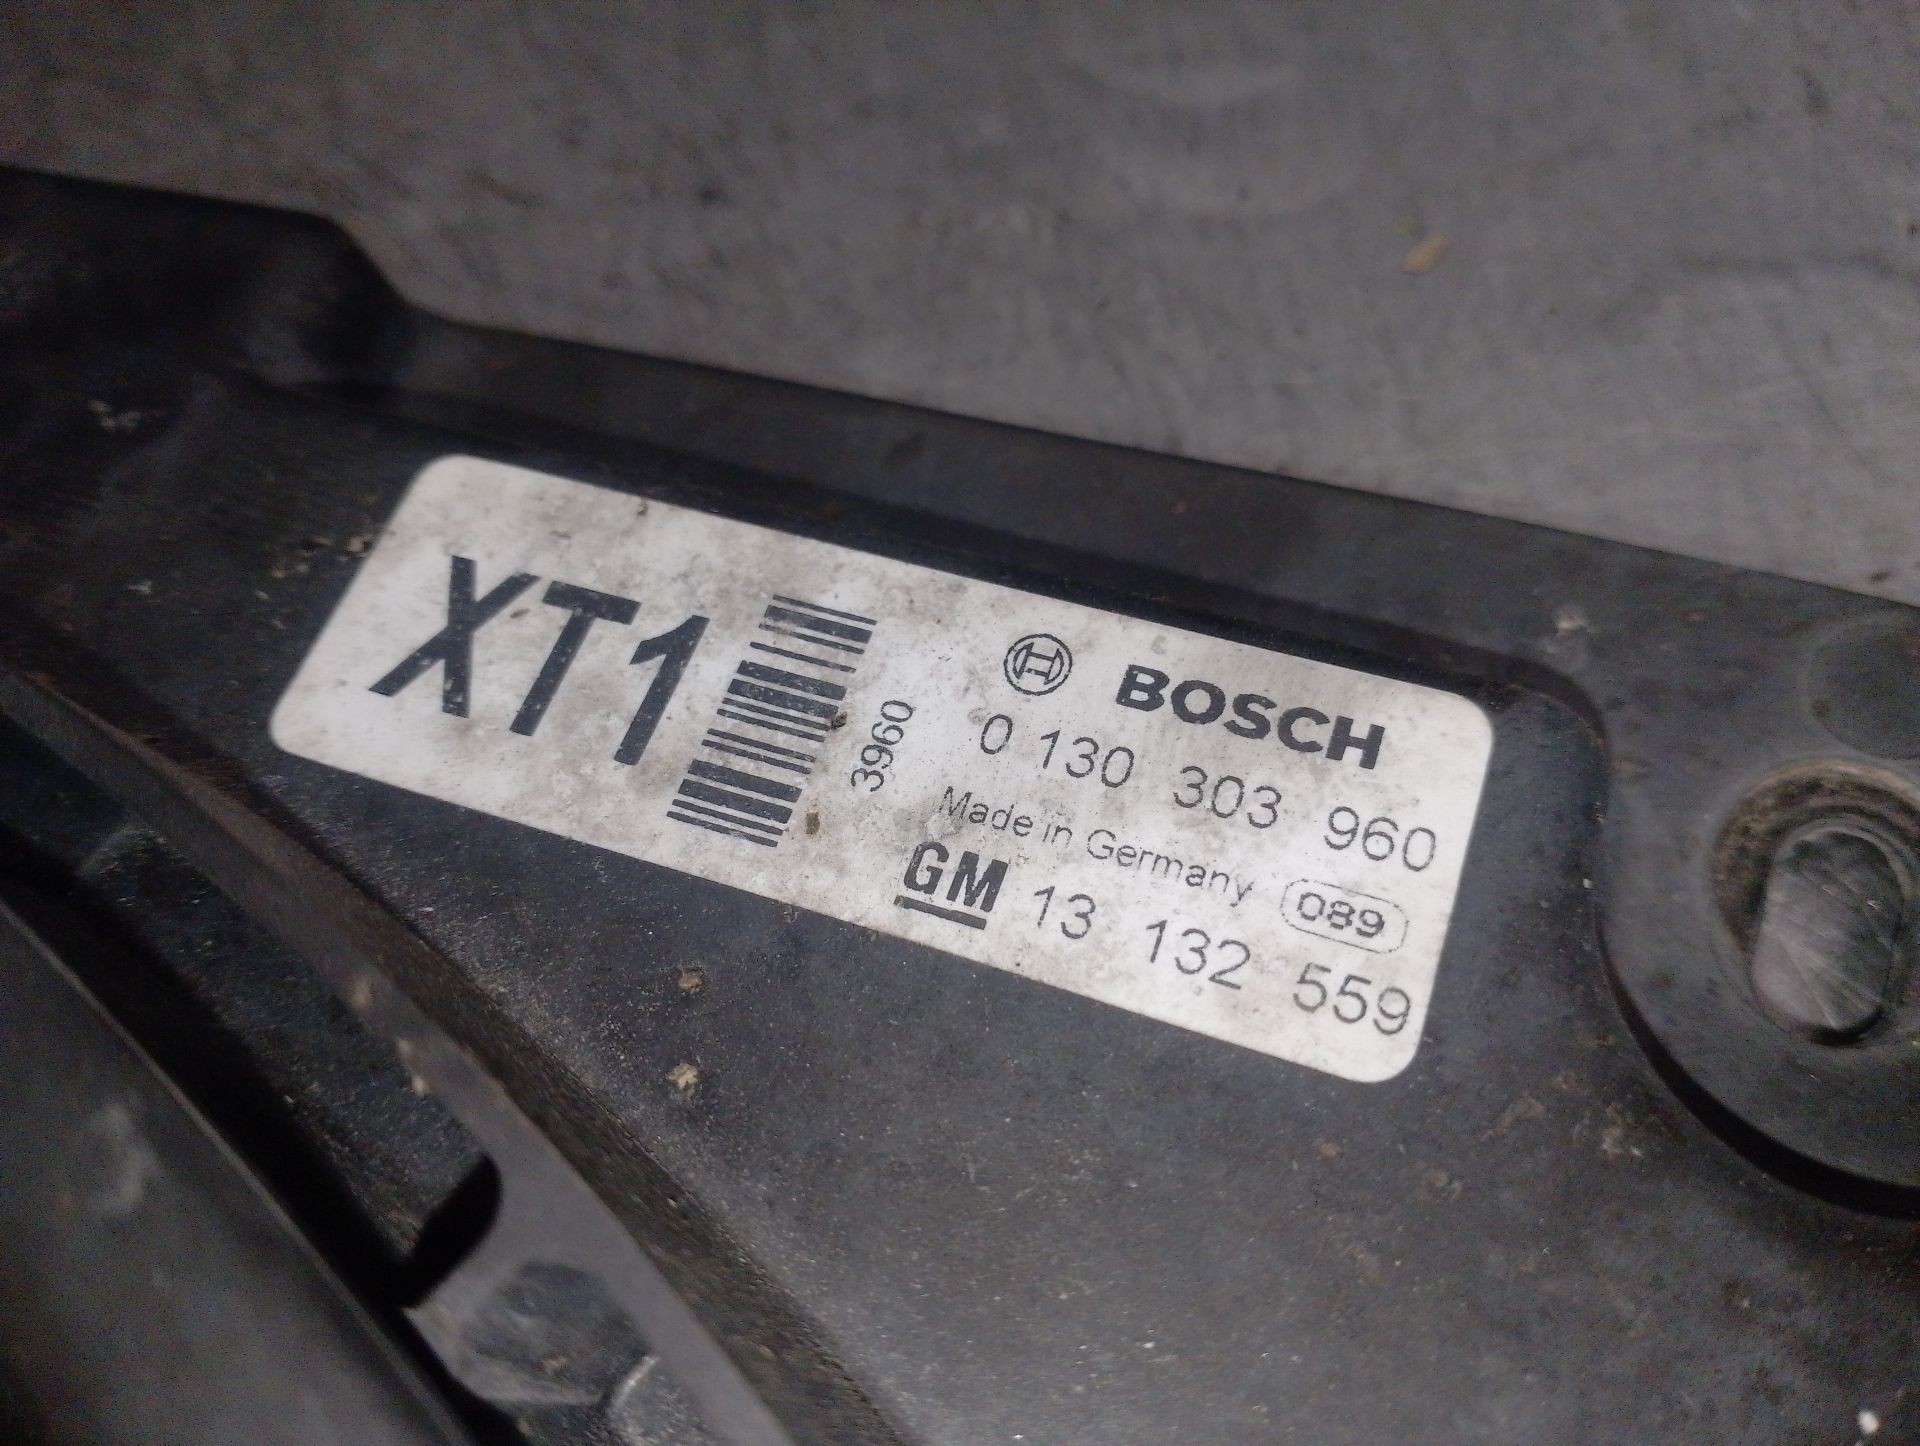 XT1
3960
BOSCH
0 130 303 960
Made in Germany 089
GM 13 132 559